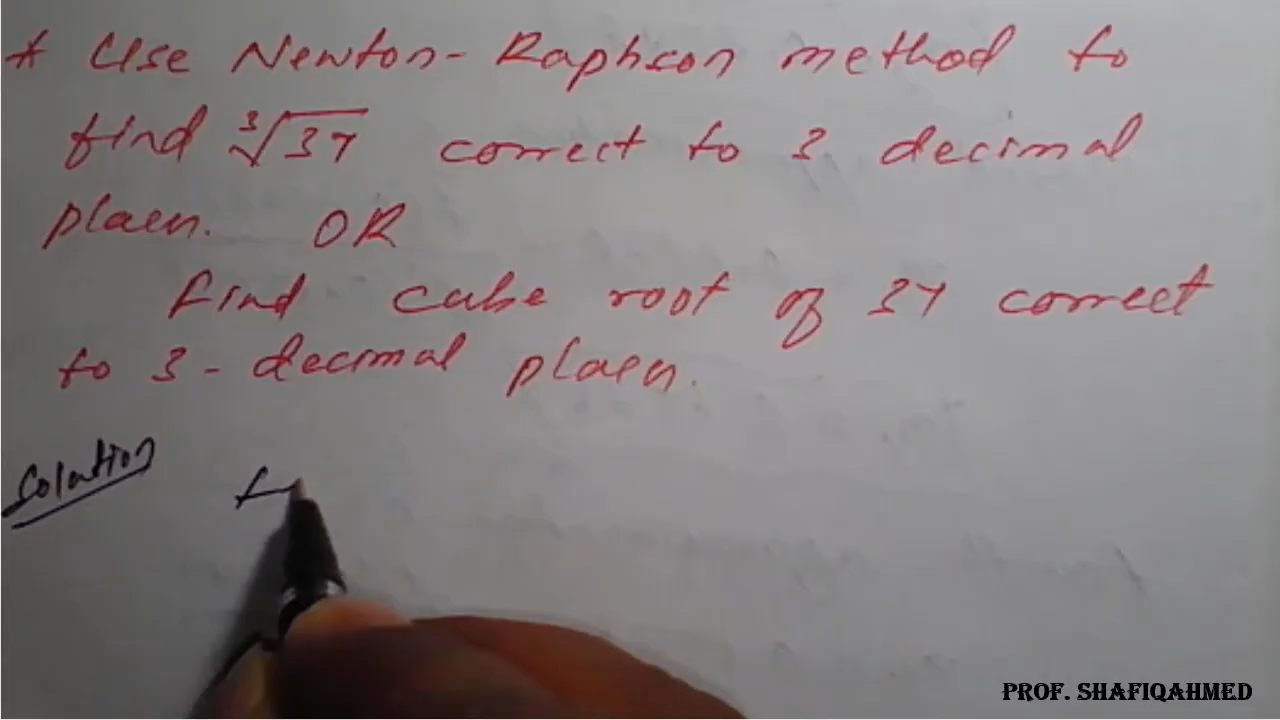 * Use Newton-Raphson method to
find ∛37 correct to 3 decimal
places. OR
Find cube root of 37 correct
to 3-decimal places.
Solution
PROF. SHAFIQAHMED